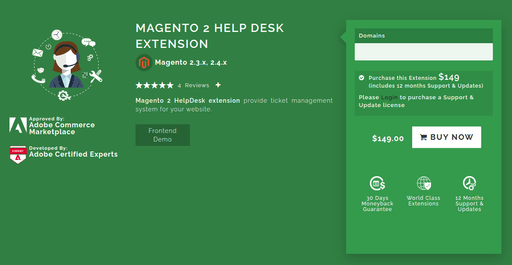 MAGENTO 2 HELP DESK
EXTENSION
Magento 2.3.x, 2.4.x
4 Reviews +
Magento 2 HelpDesk extension provide ticket management
system for your website.
Frontend
Demo
Approved By:
Adobe Commerce
Marketplace
Developed By:
Adobe Certified Experts
Domains
Purchase this Extension $149
(includes 12 months Support & Updates)
Please Login to purchase a Support &
Update license
$149.00
BUY NOW
30 Days
Moneyback
Guarantee
World Class
Extensions
12 Months
Support &
Updates